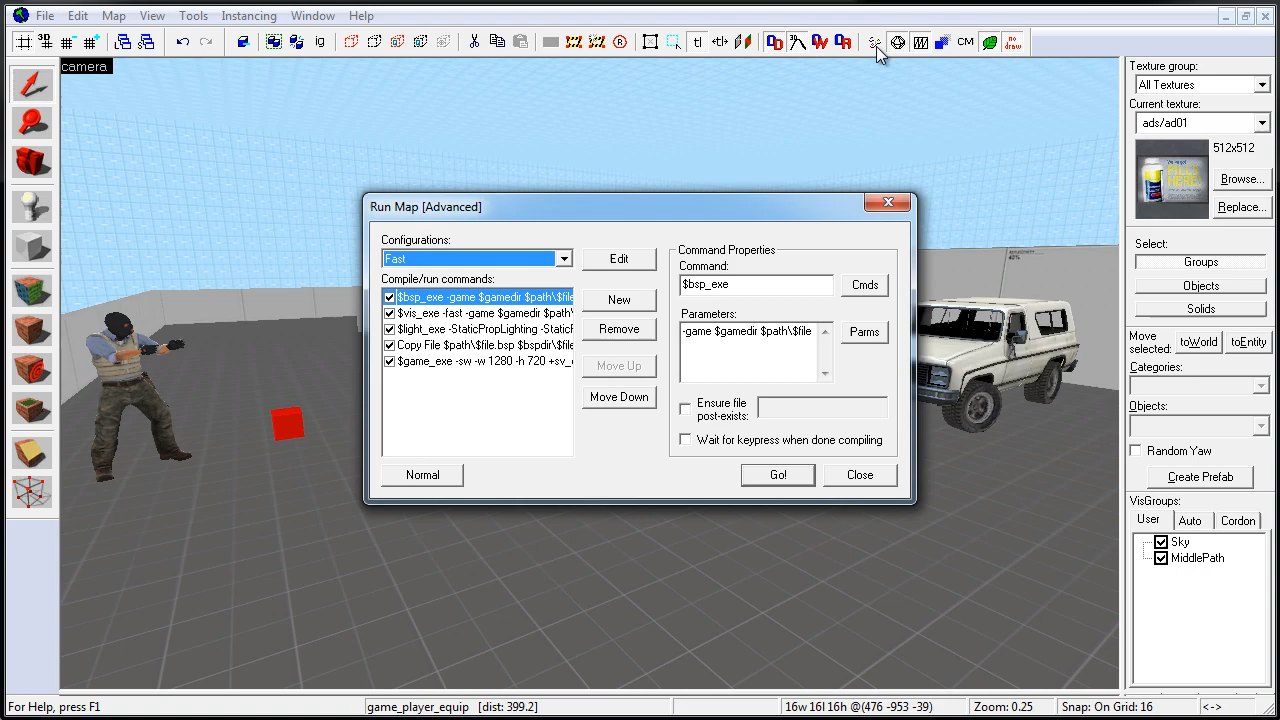 File Edit Map View Tools Instancing Window Help
3D ig tl CM no draw
camera
Texture group:
All Textures
Current texture:
ads/ad01
512x512
Browse...
Replace...
Select:
Groups
Objects
Solids
Move selected: toWorld toEntity
Categories:
Objects:
Random Yaw
Create Prefab
VisGroups:
User Auto Cordon
Sky
MiddlePath
Run Map [Advanced]
Configurations:
Fast
Edit
Compile/run commands:
$bsp_exe -game $gamedir $path\$file
$vis_exe -fast -game $gamedir $path\
$light_exe -StaticPropLighting -StaticF
Copy File $path\$file.bsp $bspdir\$file
$game_exe -sw -w 1280 -h 720 +sv_
New
Remove
Move Up
Move Down
Normal
Command Properties
Command:
$bsp_exe
Cmds
Parameters:
-game $gamedir $path\$file
Parms
Ensure file
post-exists:
Wait for keypress when done compiling
Go!
Close
For Help, press F1
game_player_equip [dist: 399.2]
16w 16l 16h @(476 -953 -39)
Zoom: 0.25
Snap: On Grid: 16
<->